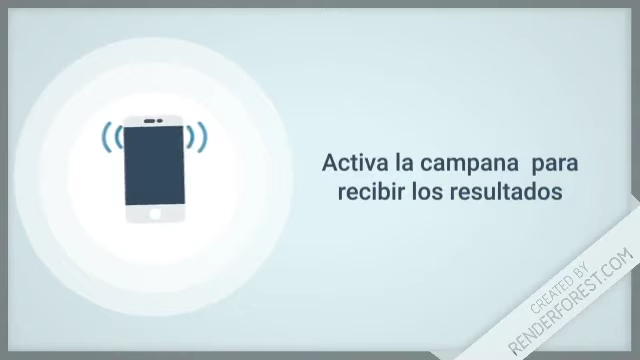 Activa la campana  para
recibir los resultados
CREATED BY
RENDERFOREST.COM